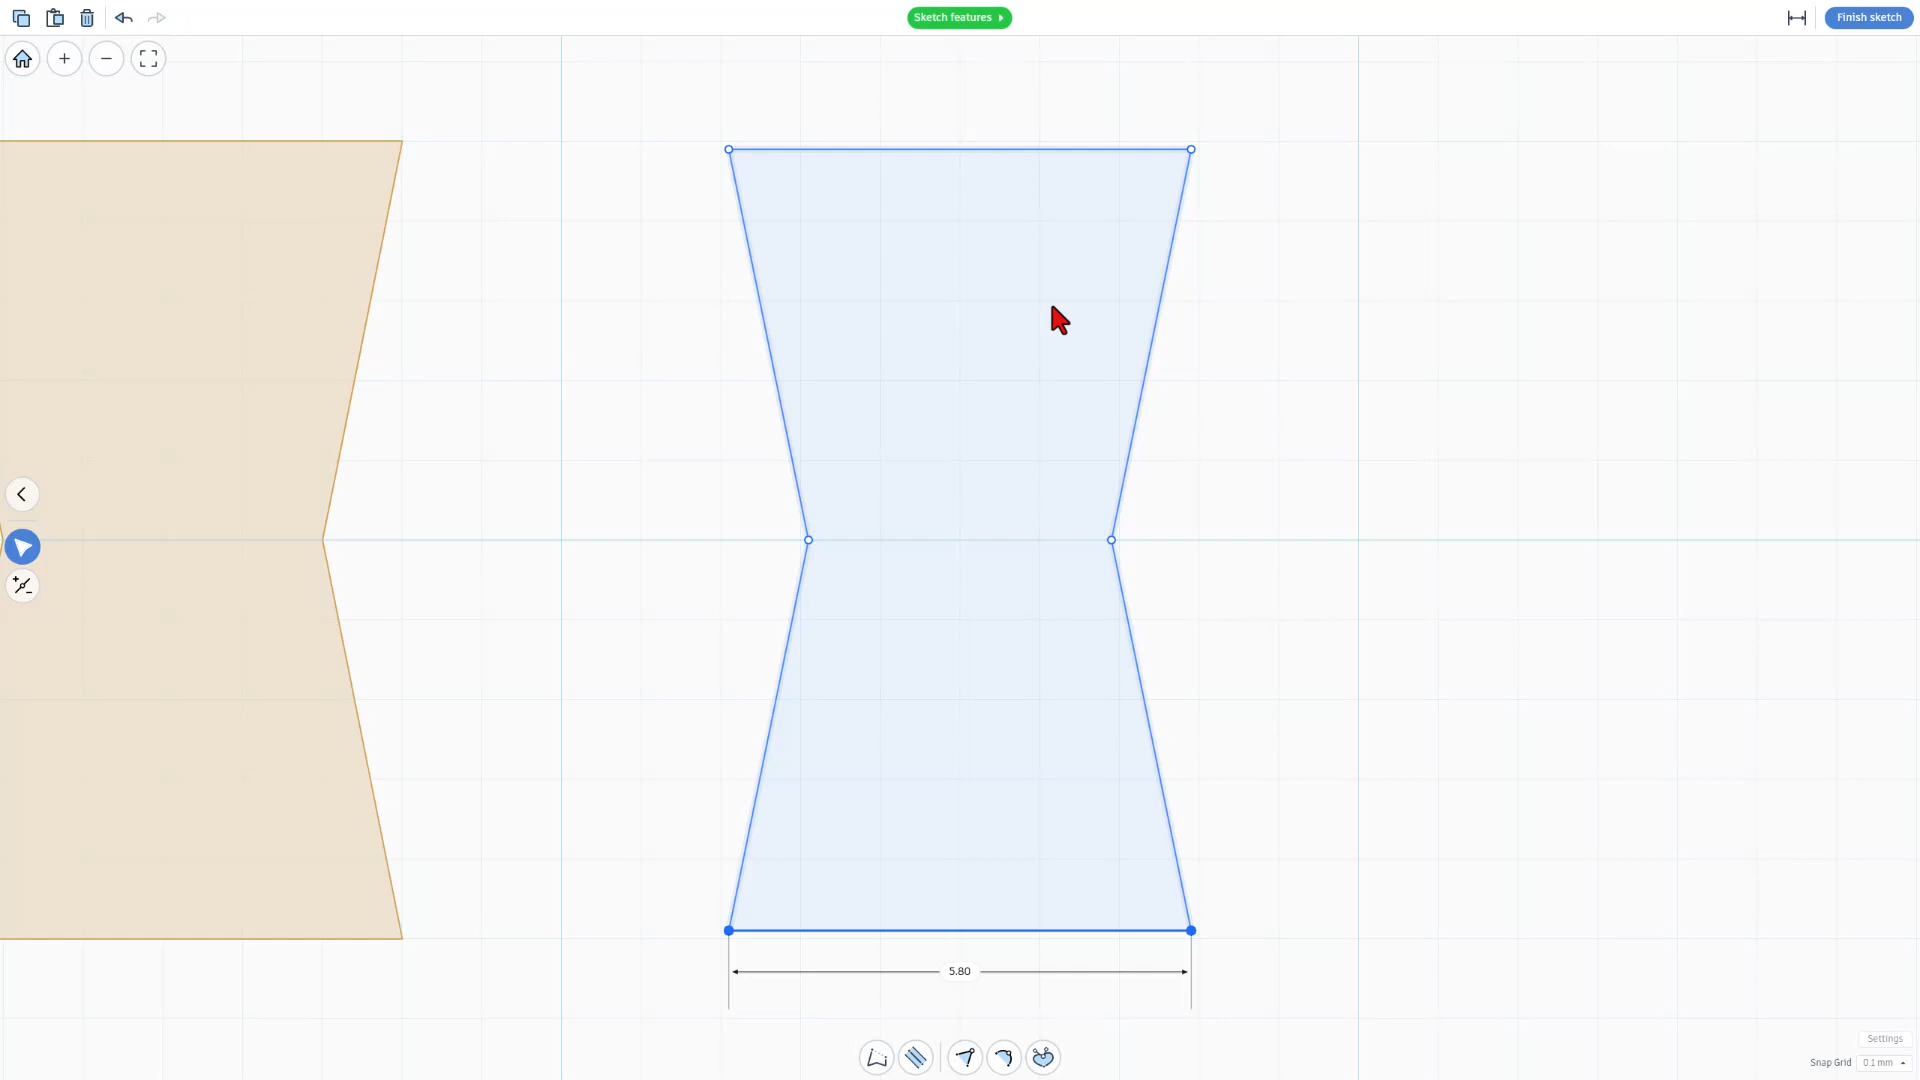 Sketch features
Finish sketch
5.80
Settings
Snap Grid 0.1 mm